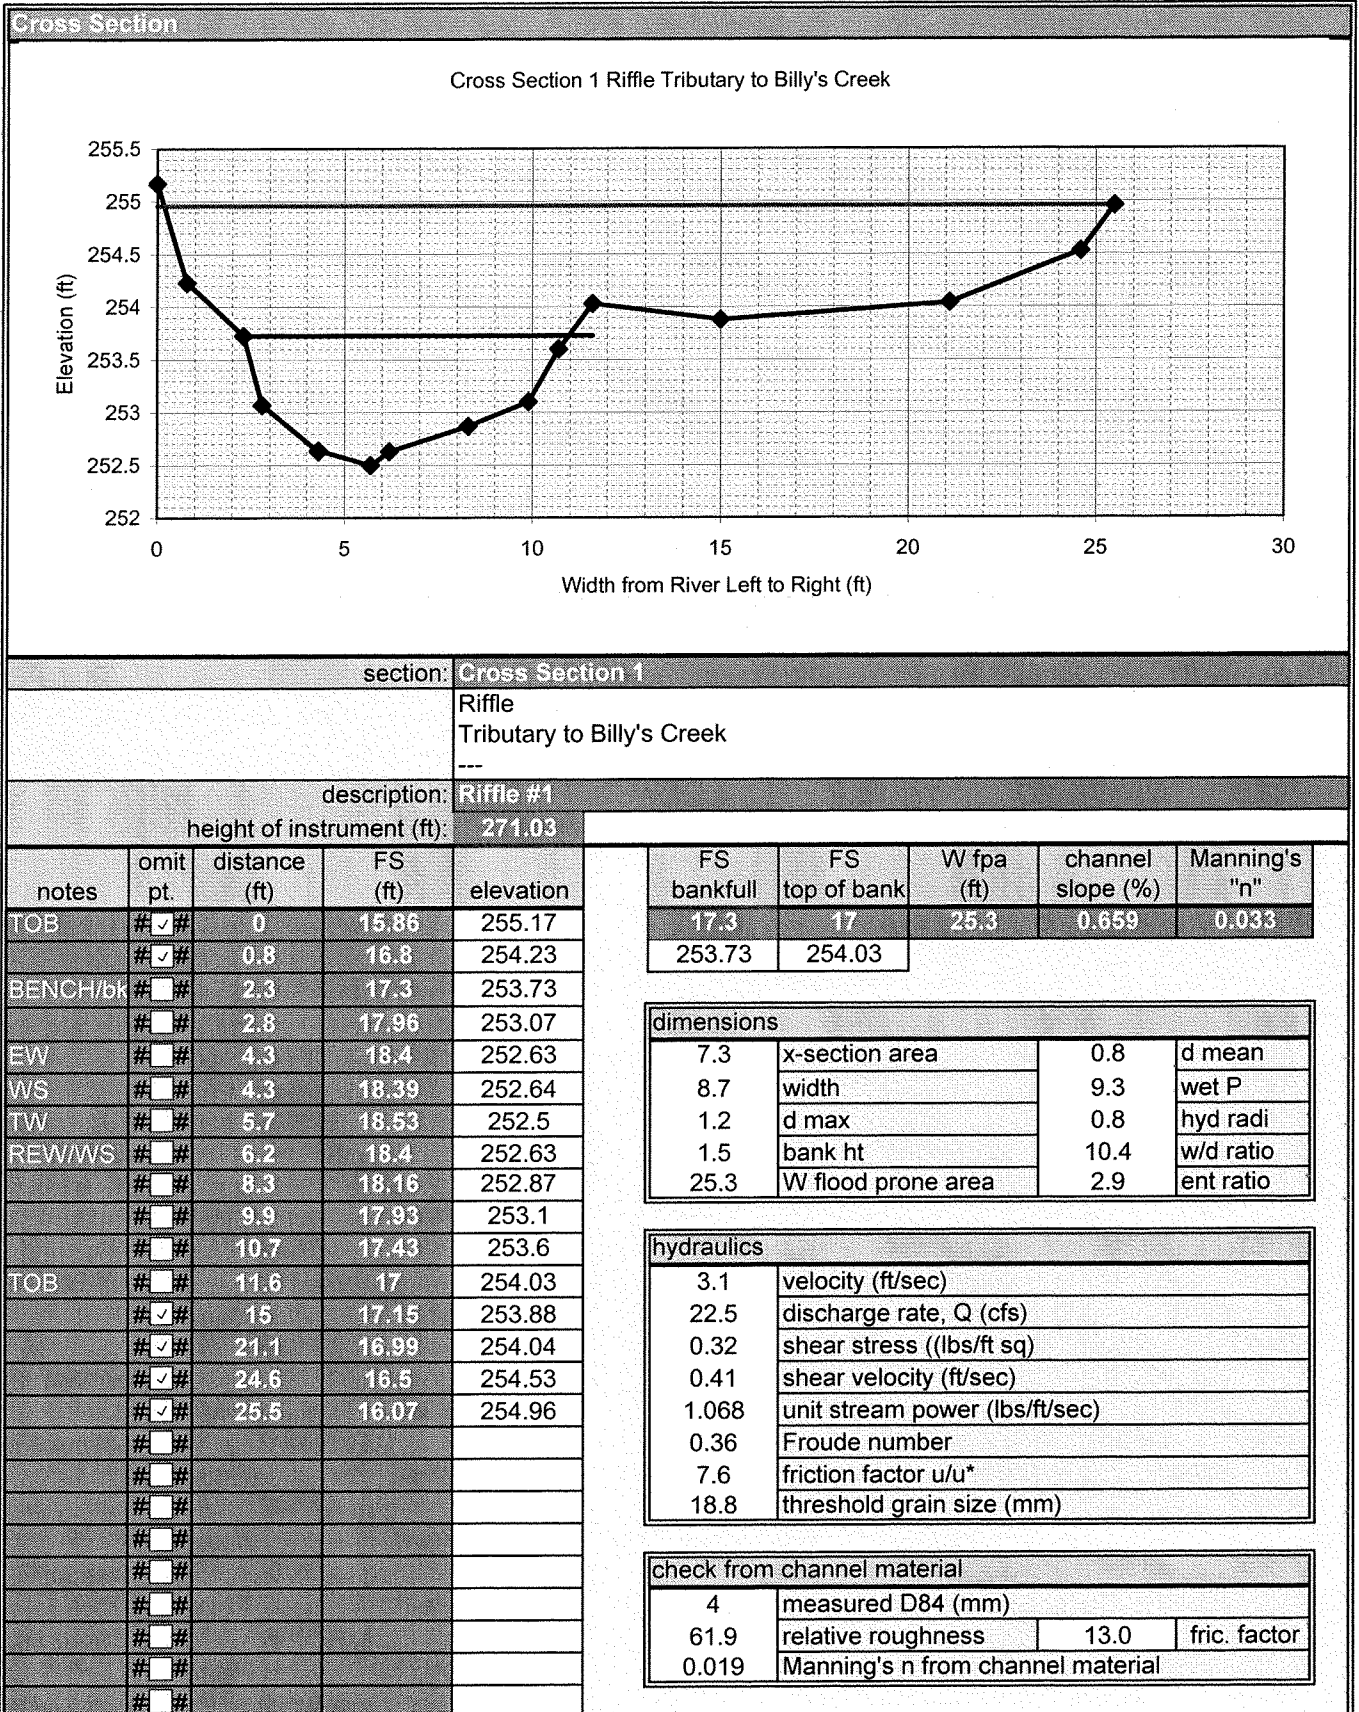 Cross Section
Cross Section 1 Riffle Tributary to Billy's Creek
255.5
255
254.5
254
253.5
253
252.5
252
Elevation (ft)
0 5 10 15 20 25 30
Width from River Left to Right (ft)
section: Cross Section 1
Riffle
Tributary to Billy's Creek
---
description: Riffle #1
height of instrument (ft): 271.03
notes omit pt. distance (ft) FS (ft) elevation
TOB # ✓ # 0 15.86 255.17
# ✓ # 0.8 16.8 254.23
BENCH/bk # # 2.3 17.3 253.73
# # 2.8 17.96 253.07
EW # # 4.3 18.4 252.63
WS # # 4.3 18.39 252.64
TW # # 5.7 18.53 252.5
REW/WS # # 6.2 18.4 252.63
# # 8.3 18.16 252.87
# # 9.9 17.93 253.1
# # 10.7 17.43 253.6
TOB # # 11.6 17 254.03
# ✓ # 15 17.15 253.88
# ✓ # 21.1 16.99 254.04
# ✓ # 24.6 16.5 254.53
# ✓ # 25.5 16.07 254.96
# #
# #
# #
# #
# #
# #
# #
# #
# #
FS bankfull FS top of bank W fpa (ft) channel slope (%) Manning's "n"
17.3 17 25.3 0.659 0.033
253.73 254.03
dimensions
7.3 x-section area 0.8 d mean
8.7 width 9.3 wet P
1.2 d max 0.8 hyd radi
1.5 bank ht 10.4 w/d ratio
25.3 W flood prone area 2.9 ent ratio
hydraulics
3.1 velocity (ft/sec)
22.5 discharge rate, Q (cfs)
0.32 shear stress ((lbs/ft sq)
0.41 shear velocity (ft/sec)
1.068 unit stream power (lbs/ft/sec)
0.36 Froude number
7.6 friction factor u/u*
18.8 threshold grain size (mm)
check from channel material
4 measured D84 (mm)
61.9 relative roughness 13.0 fric. factor
0.019 Manning's n from channel material